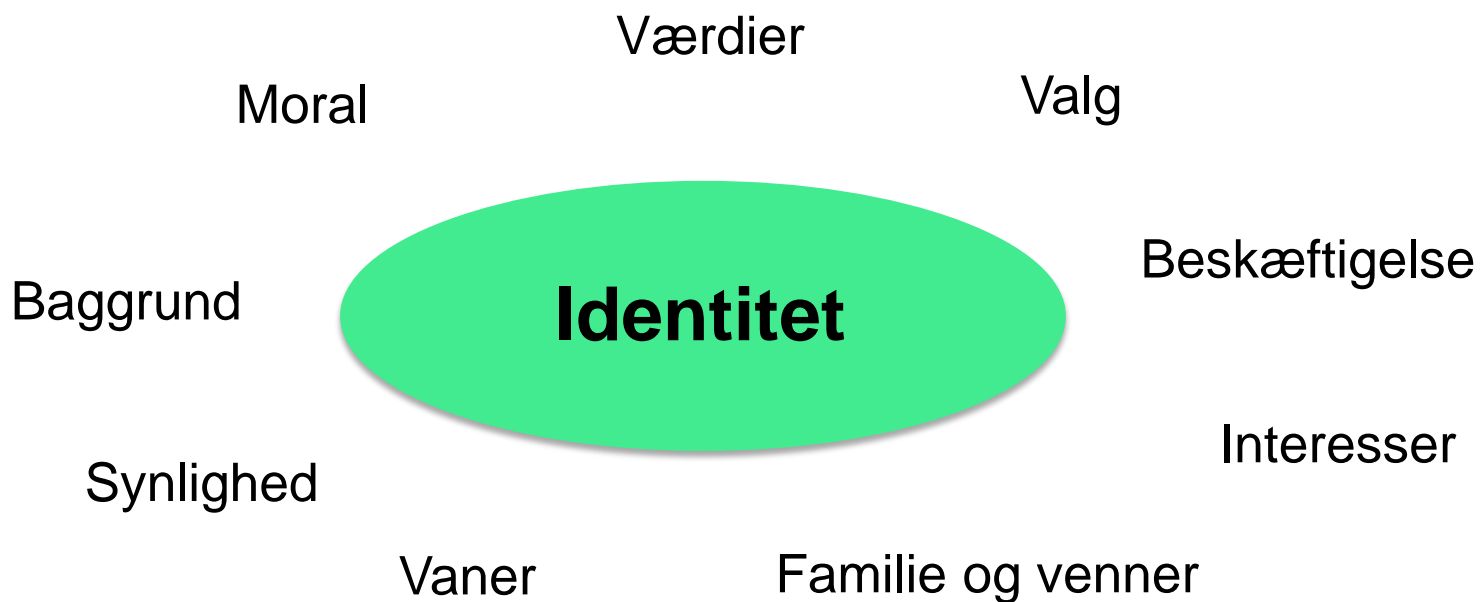 Værdier
Moral
Valg
Beskæftigelse
Baggrund
Identitet
Interesser
Synlighed
Vaner
Familie og venner